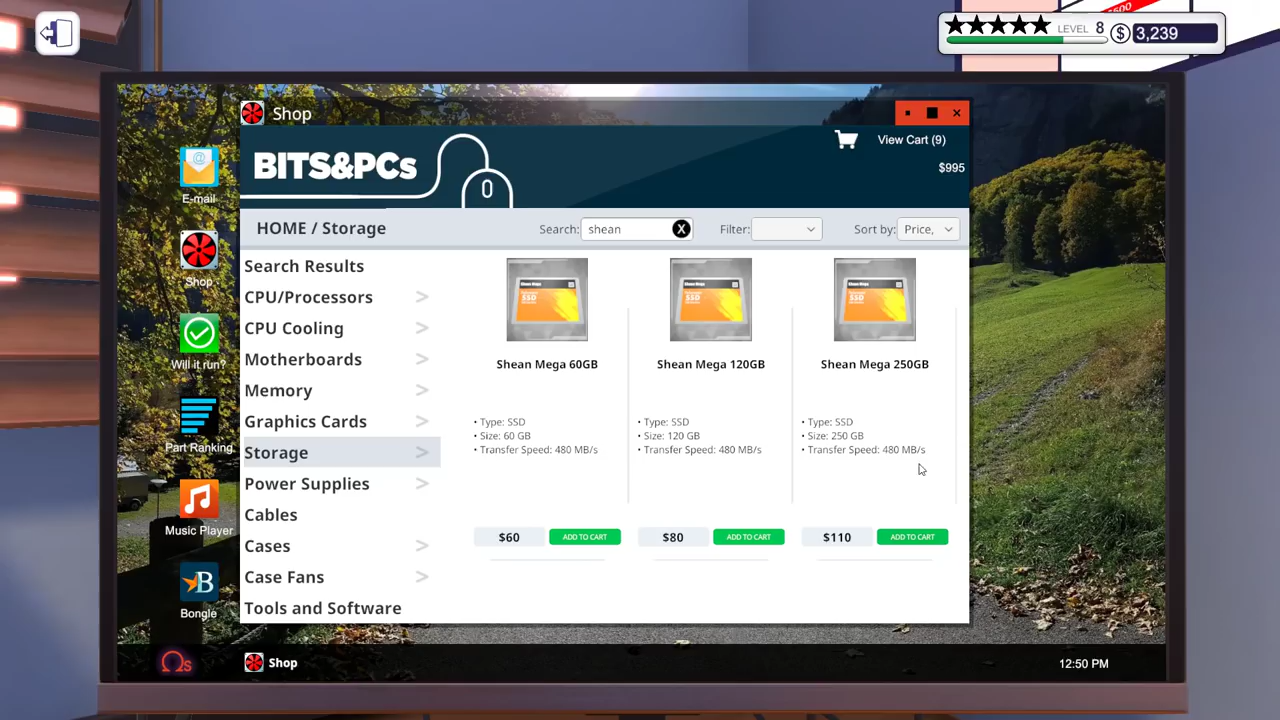 LEVEL 8
$ 3,239
Shop
BITS&PCs
View Cart (9)
$995
HOME / Storage
Search: shean X
Filter:
Sort by: Price,
E-mail
Shop
Will it run?
Part Ranking
Music Player
Bongle
Search Results
CPU/Processors >
CPU Cooling >
Motherboards >
Memory >
Graphics Cards >
Storage >
Power Supplies >
Cables
Cases >
Case Fans >
Tools and Software
SSD
Shean Mega 60GB
• Type: SSD
• Size: 60 GB
• Transfer Speed: 480 MB/s
$60 ADD TO CART
SSD
Shean Mega 120GB
• Type: SSD
• Size: 120 GB
• Transfer Speed: 480 MB/s
$80 ADD TO CART
SSD
Shean Mega 250GB
• Type: SSD
• Size: 250 GB
• Transfer Speed: 480 MB/s
$110 ADD TO CART
Ωs
Shop
12:50 PM